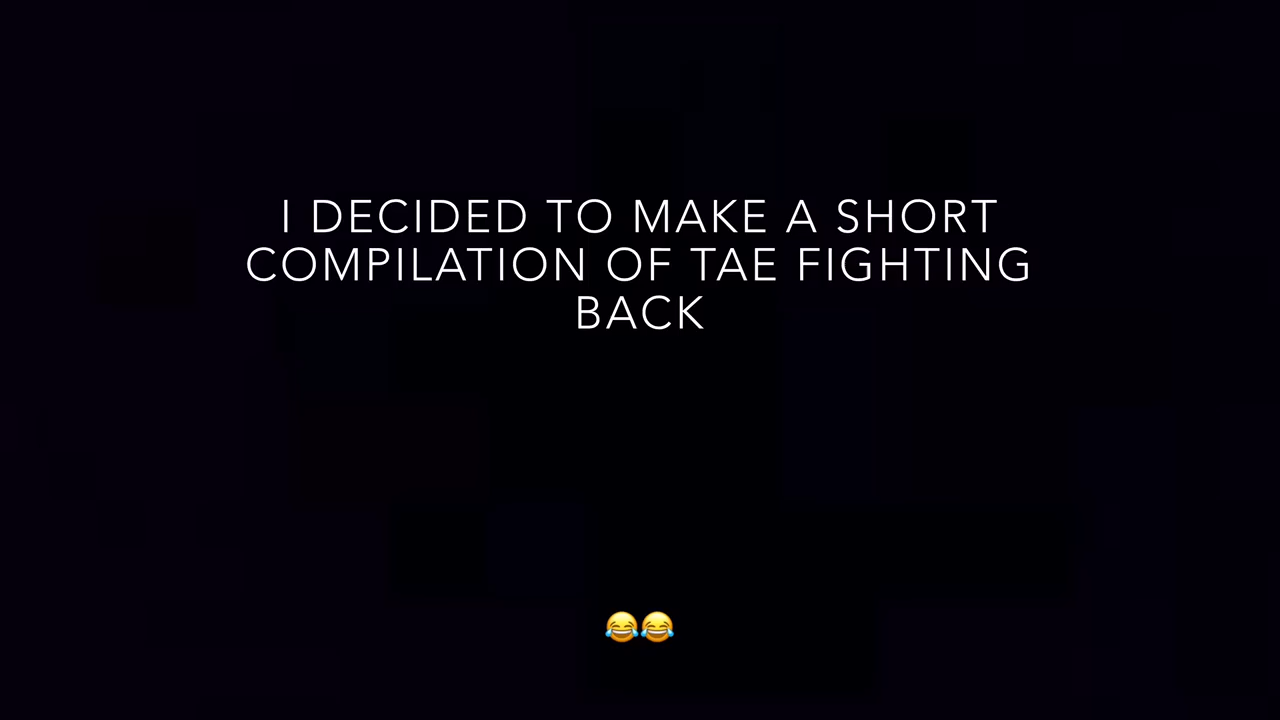 I DECIDED TO MAKE A SHORT
COMPILATION OF TAE FIGHTING
BACK
😂😂